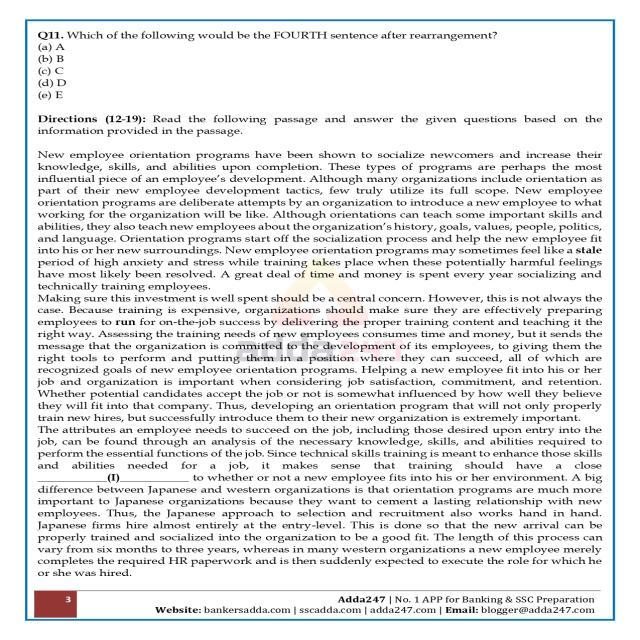 Q11. Which of the following would be the FOURTH sentence after rearrangement?
(a) A
(b) B
(c) C
(d) D
(e) E
Directions (12-19): Read the following passage and answer the given questions based on the
information provided in the passage.
New employee orientation programs have been shown to socialize newcomers and increase their
knowledge, skills, and abilities upon completion. These types of programs are perhaps the most
influential piece of an employee's development. Although many organizations include orientation as
part of their new employee development tactics, few truly utilize its full scope. New employee
orientation programs are deliberate attempts by an organization to introduce a new employee to what
working for the organization will be like. Although orientations can teach some important skills and
abilities, they also teach new employees about the organization's history, goals, values, people, politics,
and language. Orientation programs start off the socialization process and help the new employee fit
into his or her new surroundings. New employee orientation programs may sometimes feel like a stale
period of high anxiety and stress while training takes place when these potentially harmful feelings
have most likely been resolved. A great deal of time and money is spent every year socializing and
technically training employees.
Making sure this investment is well spent should be a central concern. However, this is not always the
case. Because training is expensive, organizations should make sure they are effectively preparing
employees to run for on-the-job success by delivering the proper training content and teaching it the
right way. Assessing the training needs of new employees consumes time and money, but it sends the
message that the organization is committed to the development of its employees, to giving them the
right tools to perform and putting them in a position where they can succeed, all of which are
recognized goals of new employee orientation programs. Helping a new employee fit into his or her
job and organization is important when considering job satisfaction, commitment, and retention.
Whether potential candidates accept the job or not is somewhat influenced by how well they believe
they will fit into that company. Thus, developing an orientation program that will not only properly
train new hires, but successfully introduce them to their new organization is extremely important.
The attributes an employee needs to succeed on the job, including those desired upon entry into the
job, can be found through an analysis of the necessary knowledge, skills, and abilities required to
perform the essential functions of the job. Since technical skills training is meant to enhance those skills
and abilities needed for a job, it makes sense that training should have a close
____________(I)____________ to whether or not a new employee fits into his or her environment. A big
difference between Japanese and western organizations is that orientation programs are much more
important to Japanese organizations because they want to cement a lasting relationship with new
employees. Thus, the Japanese approach to selection and recruitment also works hand in hand.
Japanese firms hire almost entirely at the entry-level. This is done so that the new arrival can be
properly trained and socialized into the organization to be a good fit. The length of this process can
vary from six months to three years, whereas in many western organizations a new employee merely
completes the required HR paperwork and is then suddenly expected to execute the role for which he
or she was hired.
adda247
3
Adda247 | No. 1 APP for Banking & SSC Preparation
Website: bankersadda.com | sscadda.com | adda247.com | Email: blogger@adda247.com